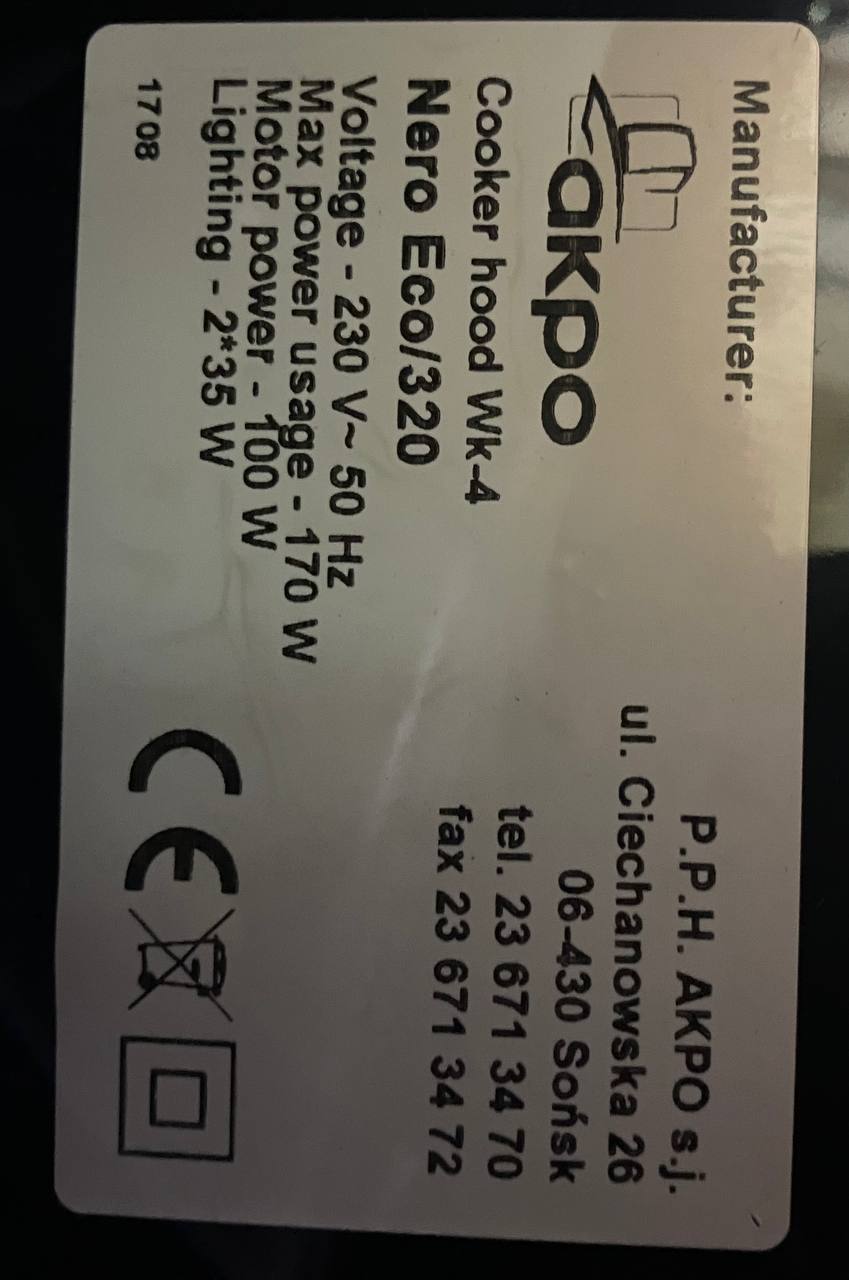 Manufacturer:
akpo
P.P.H. AKPO s.j.
ul. Ciechanowska 26
06-430 Sońsk
tel. 23 671 34 70
fax 23 671 34 72
Cooker hood Wk-4
Nero Eco/320
Voltage - 230 V~ 50 Hz
Max power usage - 170 W
Motor power - 100 W
Lighting - 2*35 W
1708
CE